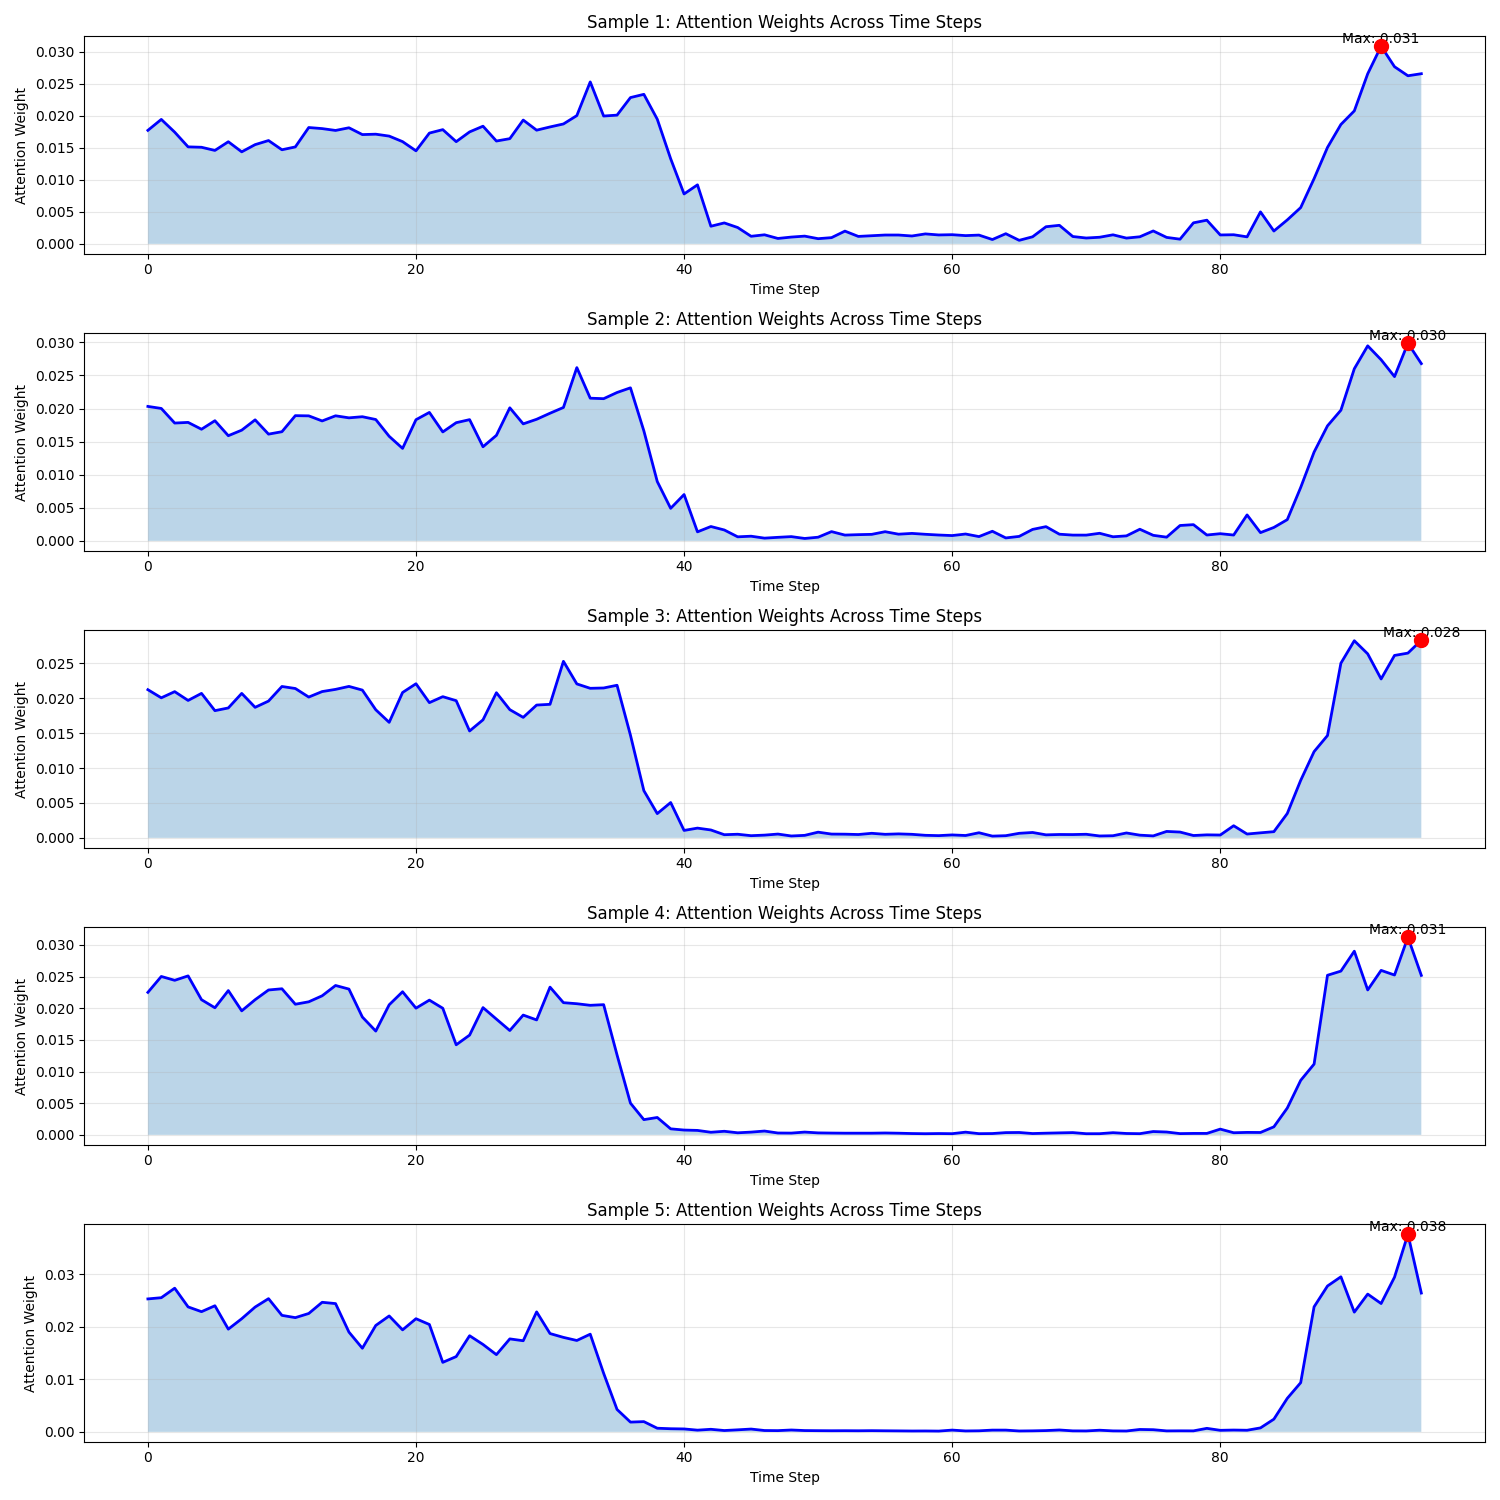 Sample 1: Attention Weights Across Time Steps
Max: 0.031
0.030
0.025
0.020
0.015
0.010
0.005
0.000
Attention Weight
0 20 40 60 80
Time Step
Sample 2: Attention Weights Across Time Steps
Max: 0.030
0.030
0.025
0.020
0.015
0.010
0.005
0.000
Attention Weight
0 20 40 60 80
Time Step
Sample 3: Attention Weights Across Time Steps
Max: 0.028
0.025
0.020
0.015
0.010
0.005
0.000
Attention Weight
0 20 40 60 80
Time Step
Sample 4: Attention Weights Across Time Steps
Max: 0.031
0.030
0.025
0.020
0.015
0.010
0.005
0.000
Attention Weight
0 20 40 60 80
Time Step
Sample 5: Attention Weights Across Time Steps
Max: 0.038
0.03
0.02
0.01
0.00
Attention Weight
0 20 40 60 80
Time Step